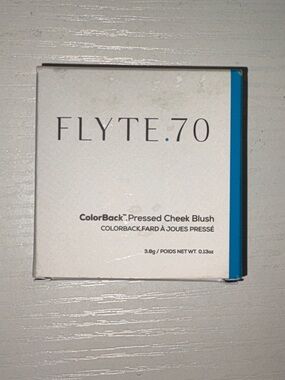 FLYTE.70
ColorBack™.Pressed Cheek Blush
COLORBACK.FARD À JOUES PRESSÉ
3.8g / POIDS NET WT. 0.13oz